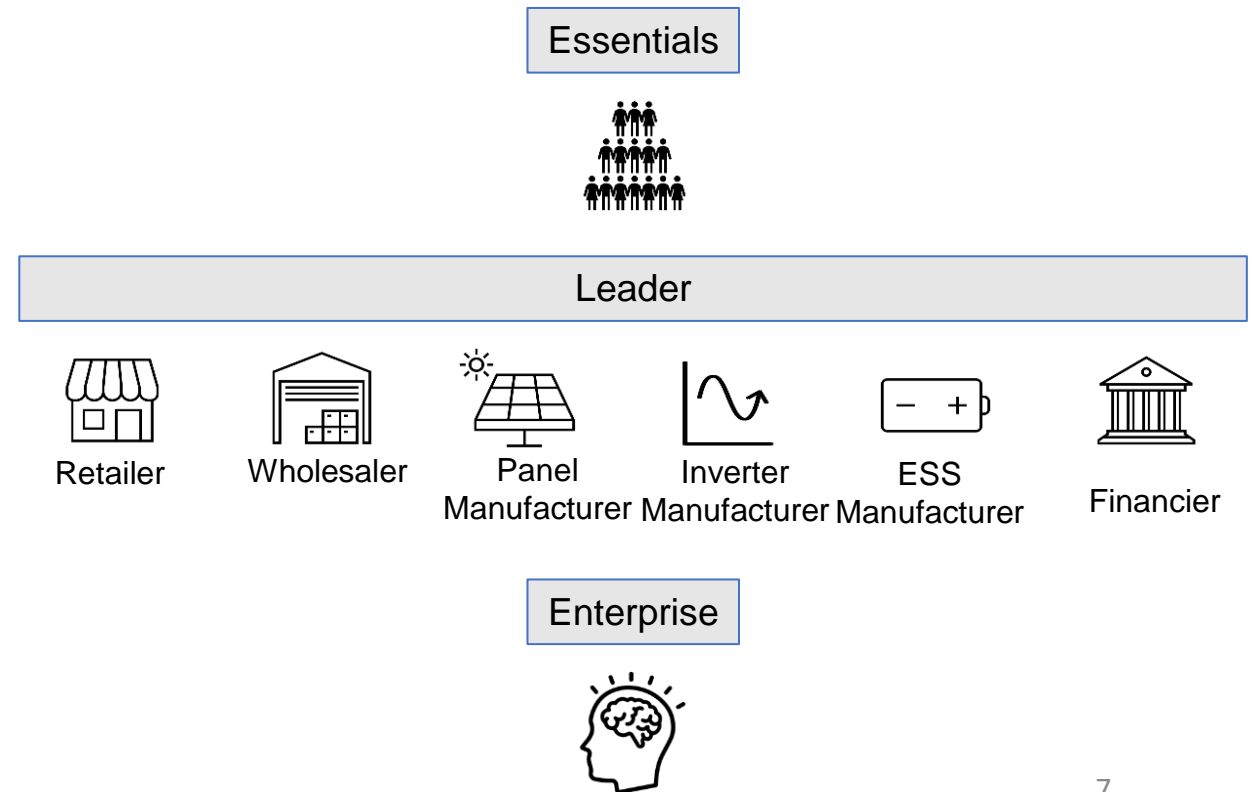 Essentials
Leader
Retailer
Wholesaler
Panel
Manufacturer
Inverter
Manufacturer
ESS
Manufacturer
Financier
Enterprise
7